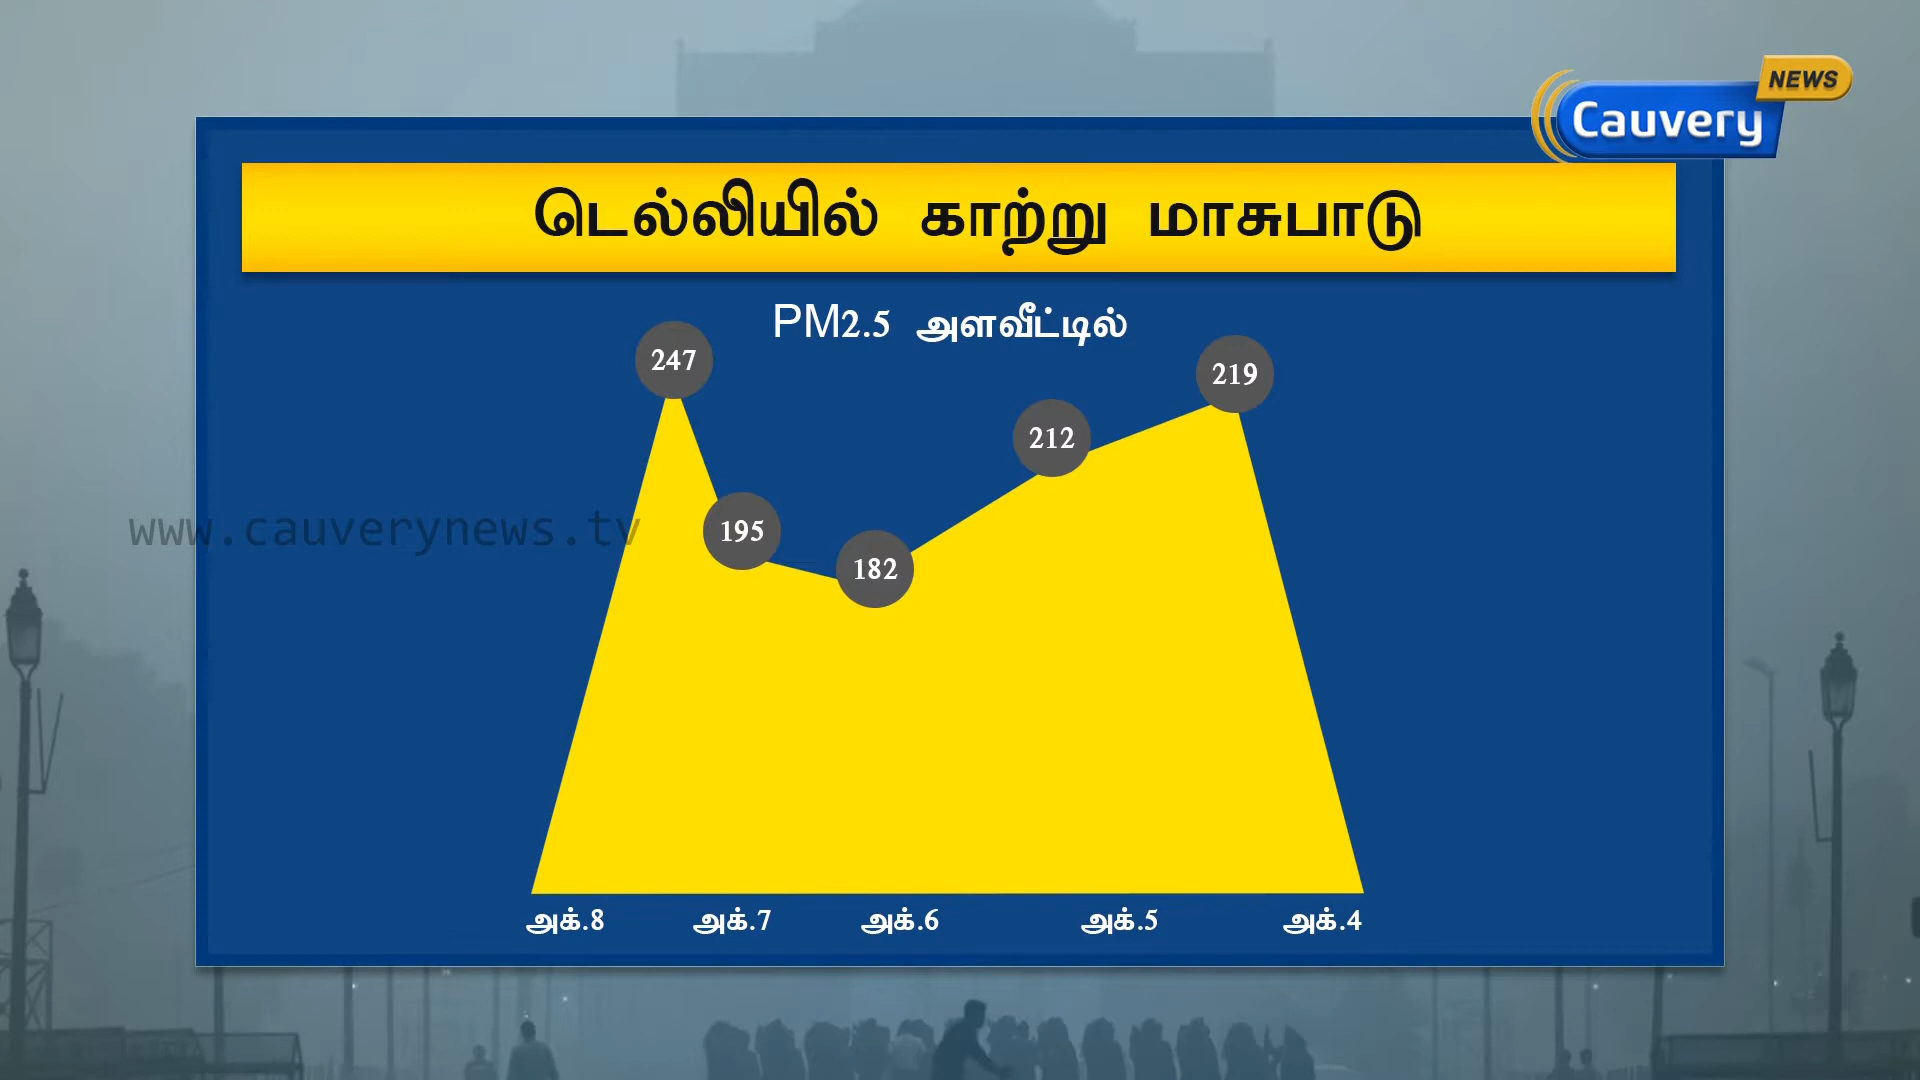 NEWS
Cauvery
டெல்லியில் காற்று மாசுபாடு
PM2.5 அளவீட்டில்
247
219
212
195
www.cauverynews.tv
182
அக்.8 அக்.7 அக்.6 அக்.5 அக்.4